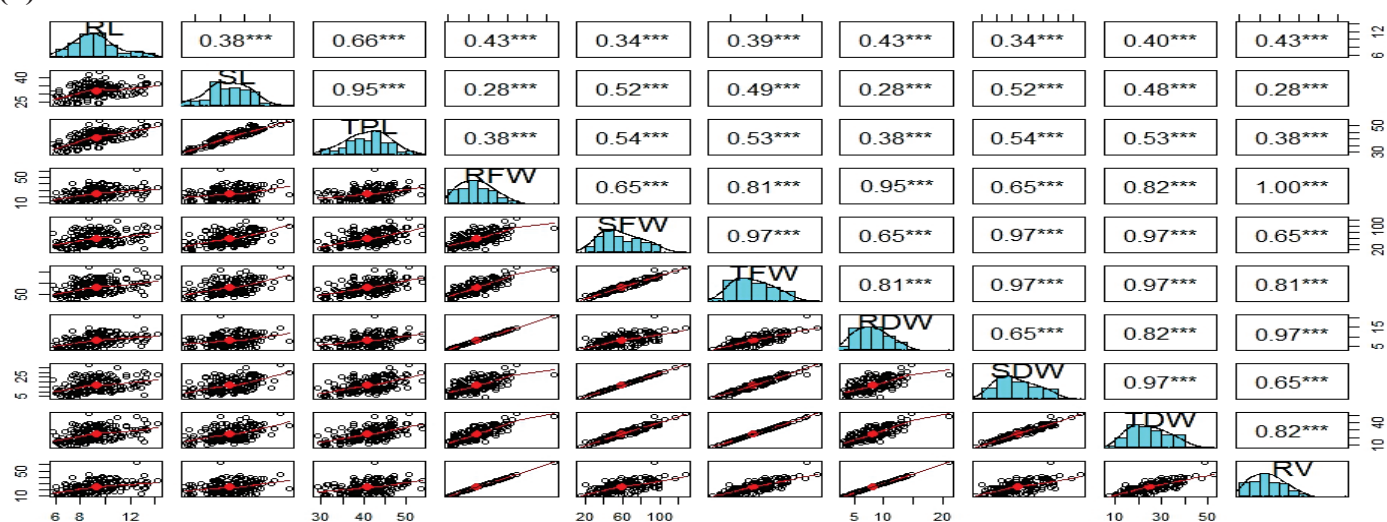 RL 0.38*** 0.66*** 0.43*** 0.34*** 0.39*** 0.43*** 0.34*** 0.40*** 0.43*** 6 12
25 40 SL 0.95*** 0.28*** 0.52*** 0.49*** 0.28*** 0.52*** 0.48*** 0.28***
TPL 0.38*** 0.54*** 0.53*** 0.38*** 0.54*** 0.53*** 0.38*** 30 50
10 50 RFW 0.65*** 0.81*** 0.95*** 0.65*** 0.82*** 1.00***
SFW 0.97*** 0.65*** 0.97*** 0.97*** 0.65*** 20 100
50 TFW 0.81*** 0.97*** 0.97*** 0.81***
RDW 0.65*** 0.82*** 0.97*** 5 15
5 25 SDW 0.97*** 0.65***
TDW 0.82*** 10 40
10 50 RV
6 8 12 30 40 50 20 60 100 5 10 20 10 30 50